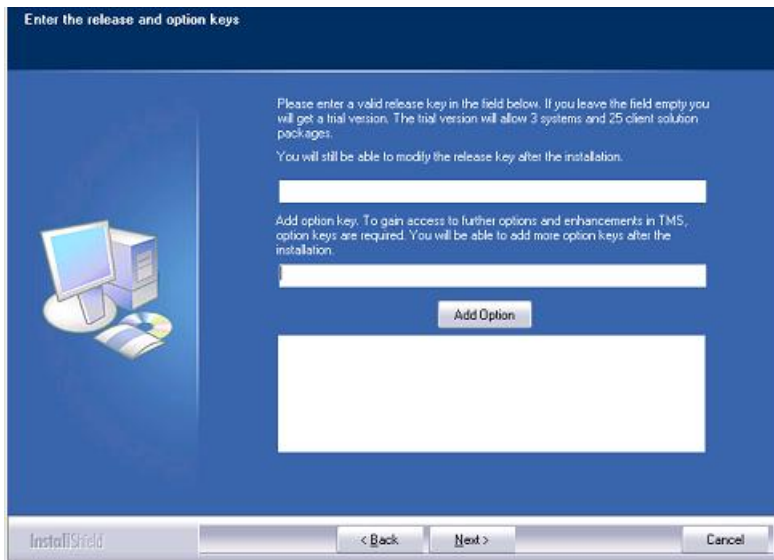 Enter the release and option keys
Please enter a valid release key in the field below. If you leave the field empty you
will get a trial version. The trial version will allow 3 systems and 25 client solution
packages.
You will still be able to modify the release key after the installation.
Add option key. To gain access to further options and enhancements in TMS,
option keys are required. You will be able to add more option keys after the
installation.
Add Option
InstallShield
< Back
Next >
Cancel